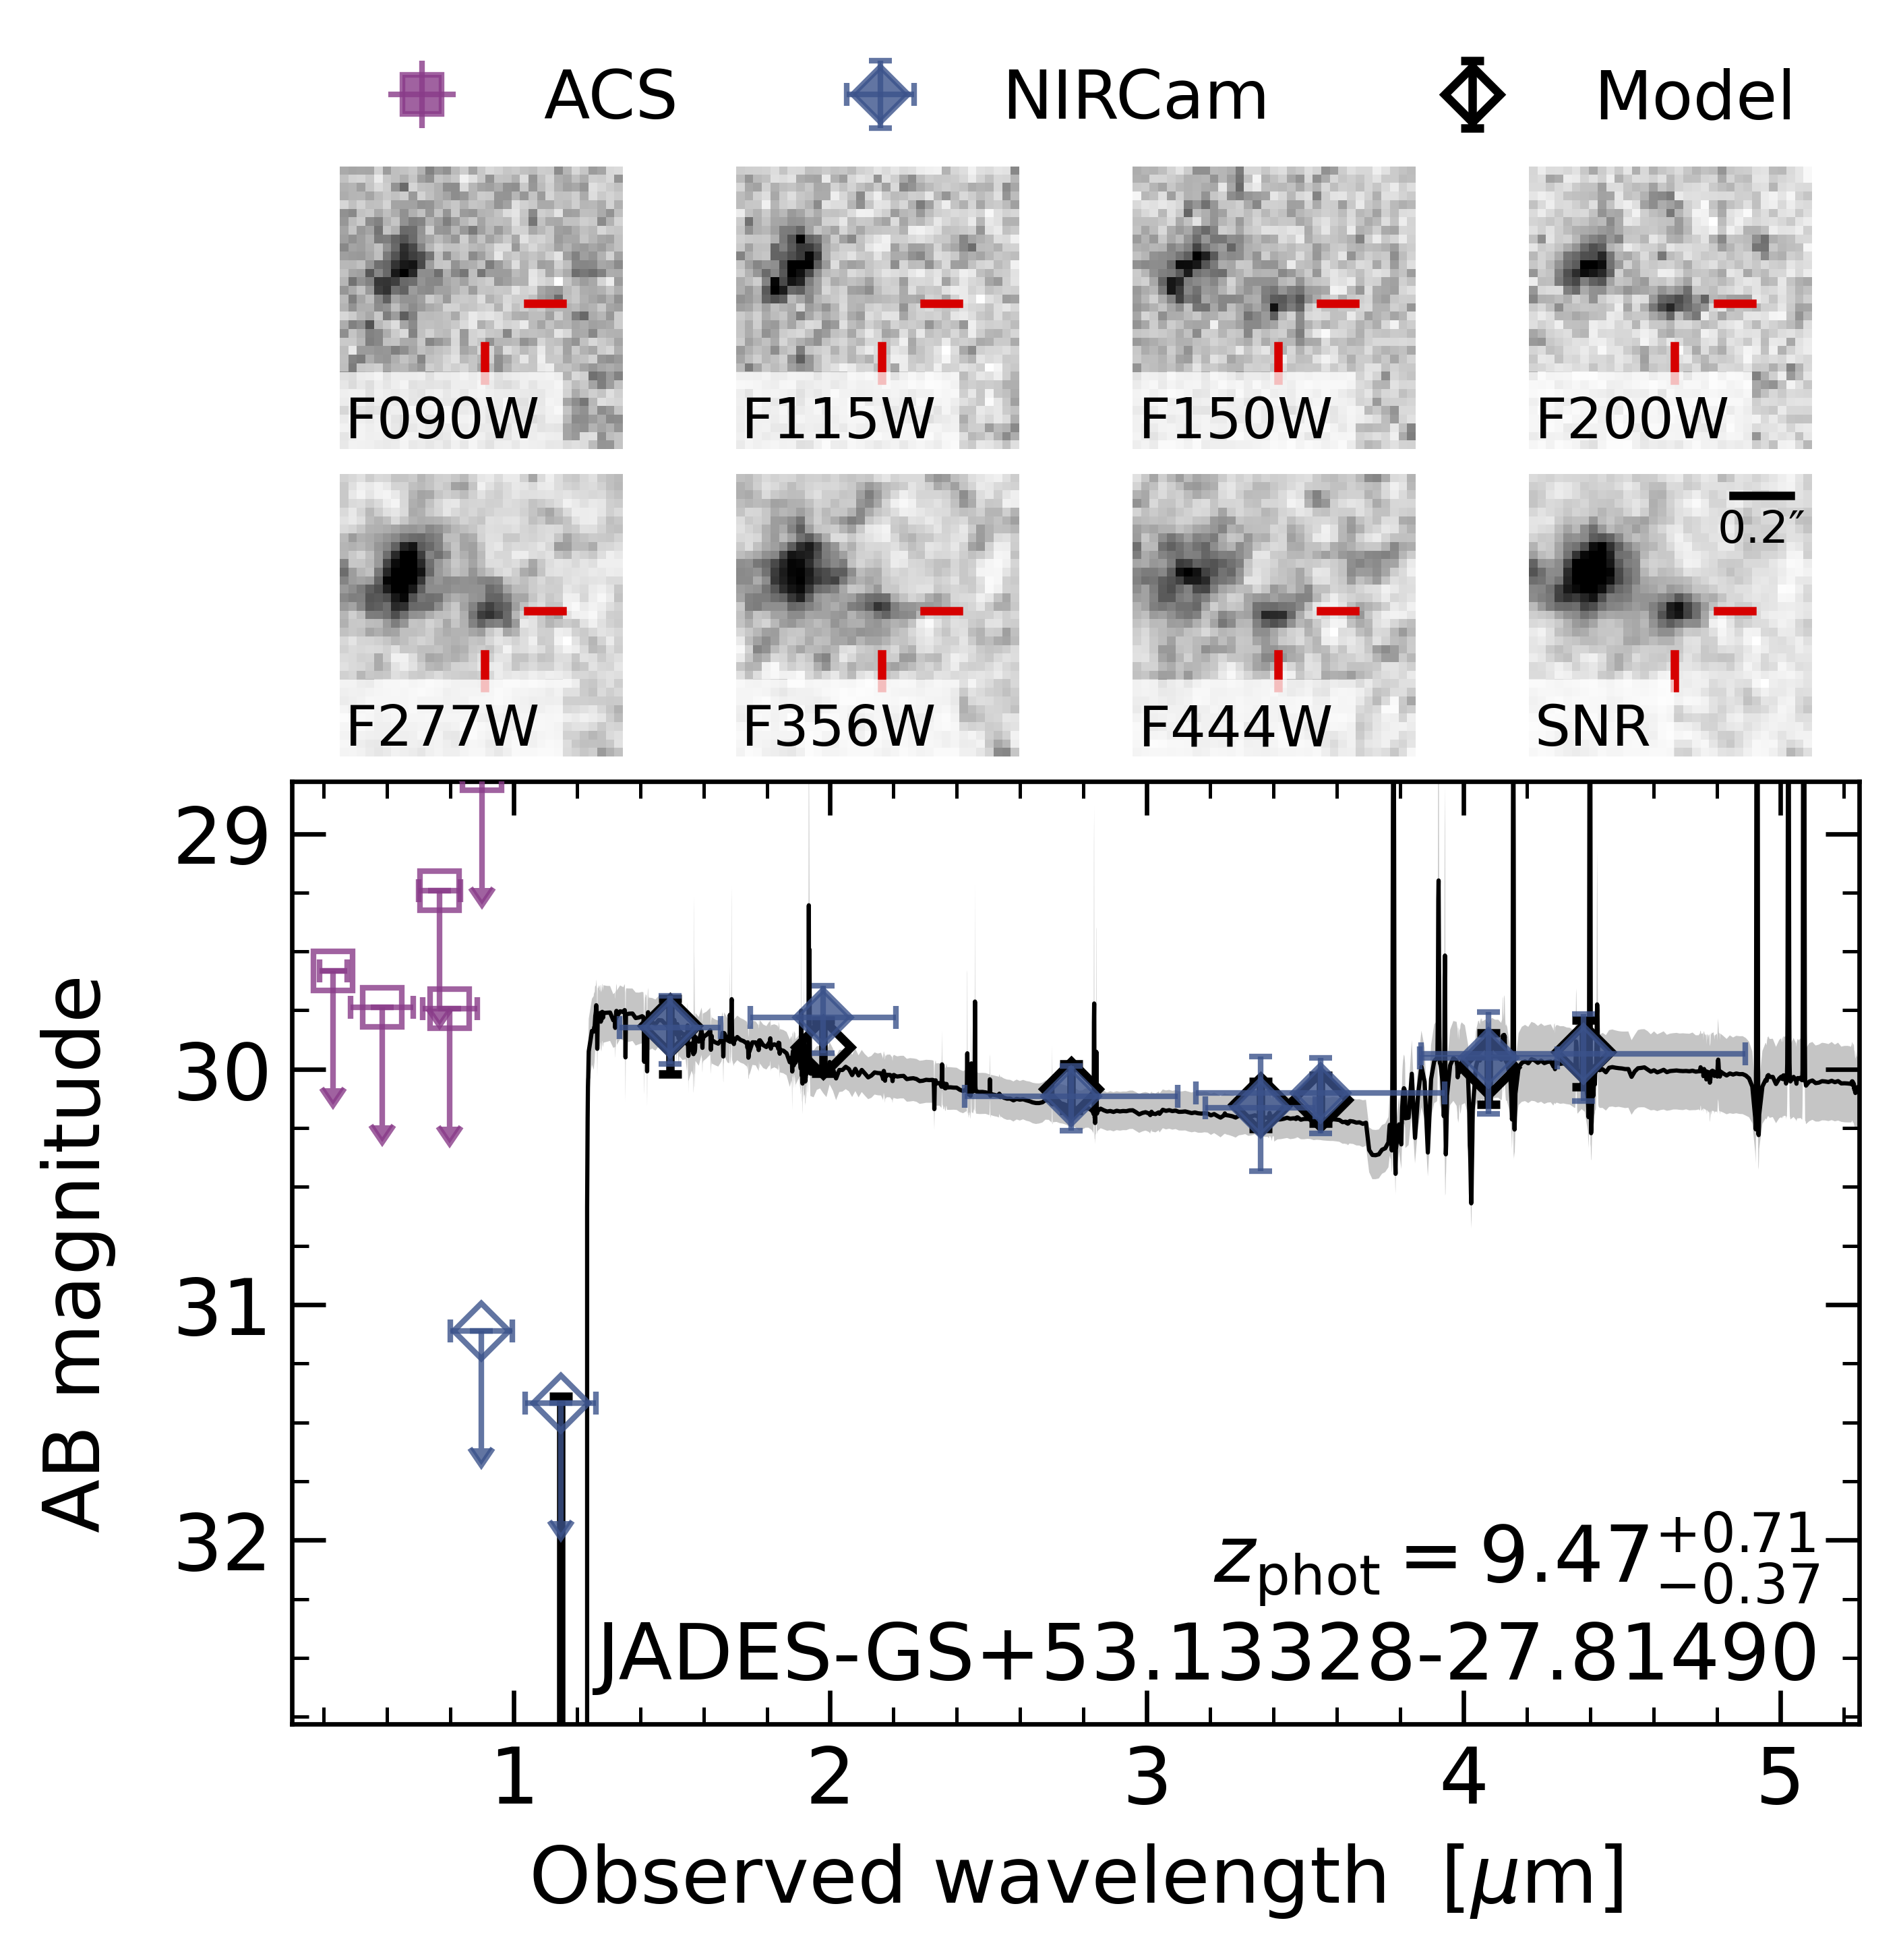 ACS NIRCam Model
F090W F115W F150W F200W
0.2″
F277W F356W F444W SNR
29
30
31
32
AB magnitude
z_phot = 9.47 +0.71 −0.37
JADES-GS+53.13328-27.81490
1 2 3 4 5
Observed wavelength [μm]